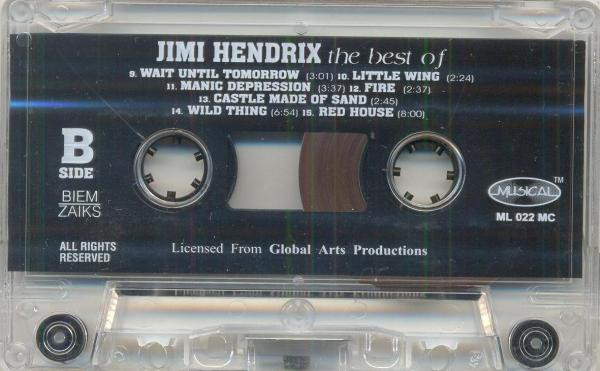 JIMI HENDRIX the best of
9. WAIT UNTIL TOMORROW (3:01) 10. LITTLE WING (2:24)
11. MANIC DEPRESSION (3:37) 12. FIRE (2:37)
13. CASTLE MADE OF SAND (2:45)
14. WILD THING (6:54) 15. RED HOUSE (8:00)
B
SIDE
BIEM
ZAIKS
MUSICAL TM
ML 022 MC
ALL RIGHTS
RESERVED
Licensed From Global Arts Productions